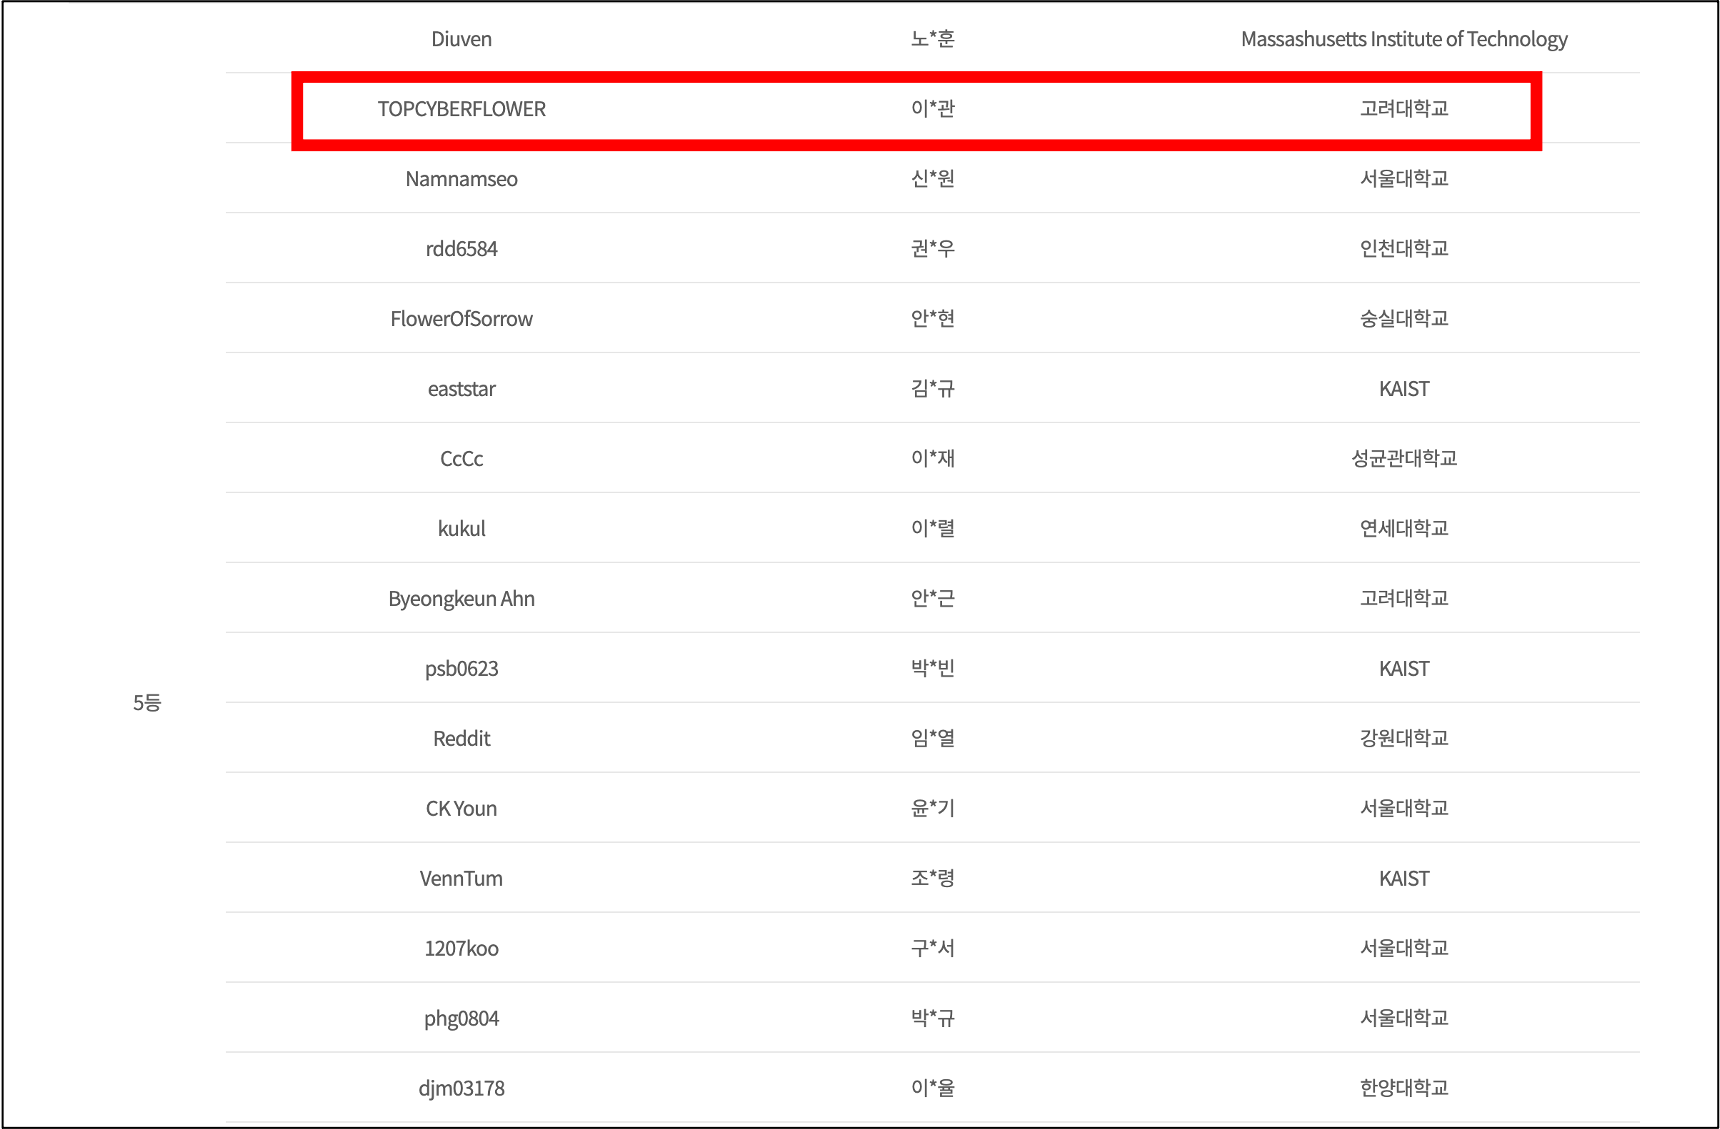 Diuven 노*훈 Massashusetts Institute of Technology
TOPCYBERFLOWER 이*관 고려대학교
Namnamseo 신*원 서울대학교
rdd6584 권*우 인천대학교
FlowerOfSorrow 안*현 숭실대학교
eaststar 김*규 KAIST
CcCc 이*재 성균관대학교
kukul 이*렬 연세대학교
Byeongkeun Ahn 안*근 고려대학교
psb0623 박*빈 KAIST
5등
Reddit 임*열 강원대학교
CK Youn 윤*기 서울대학교
VennTum 조*령 KAIST
1207koo 구*서 서울대학교
phg0804 박*규 서울대학교
djm03178 이*율 한양대학교